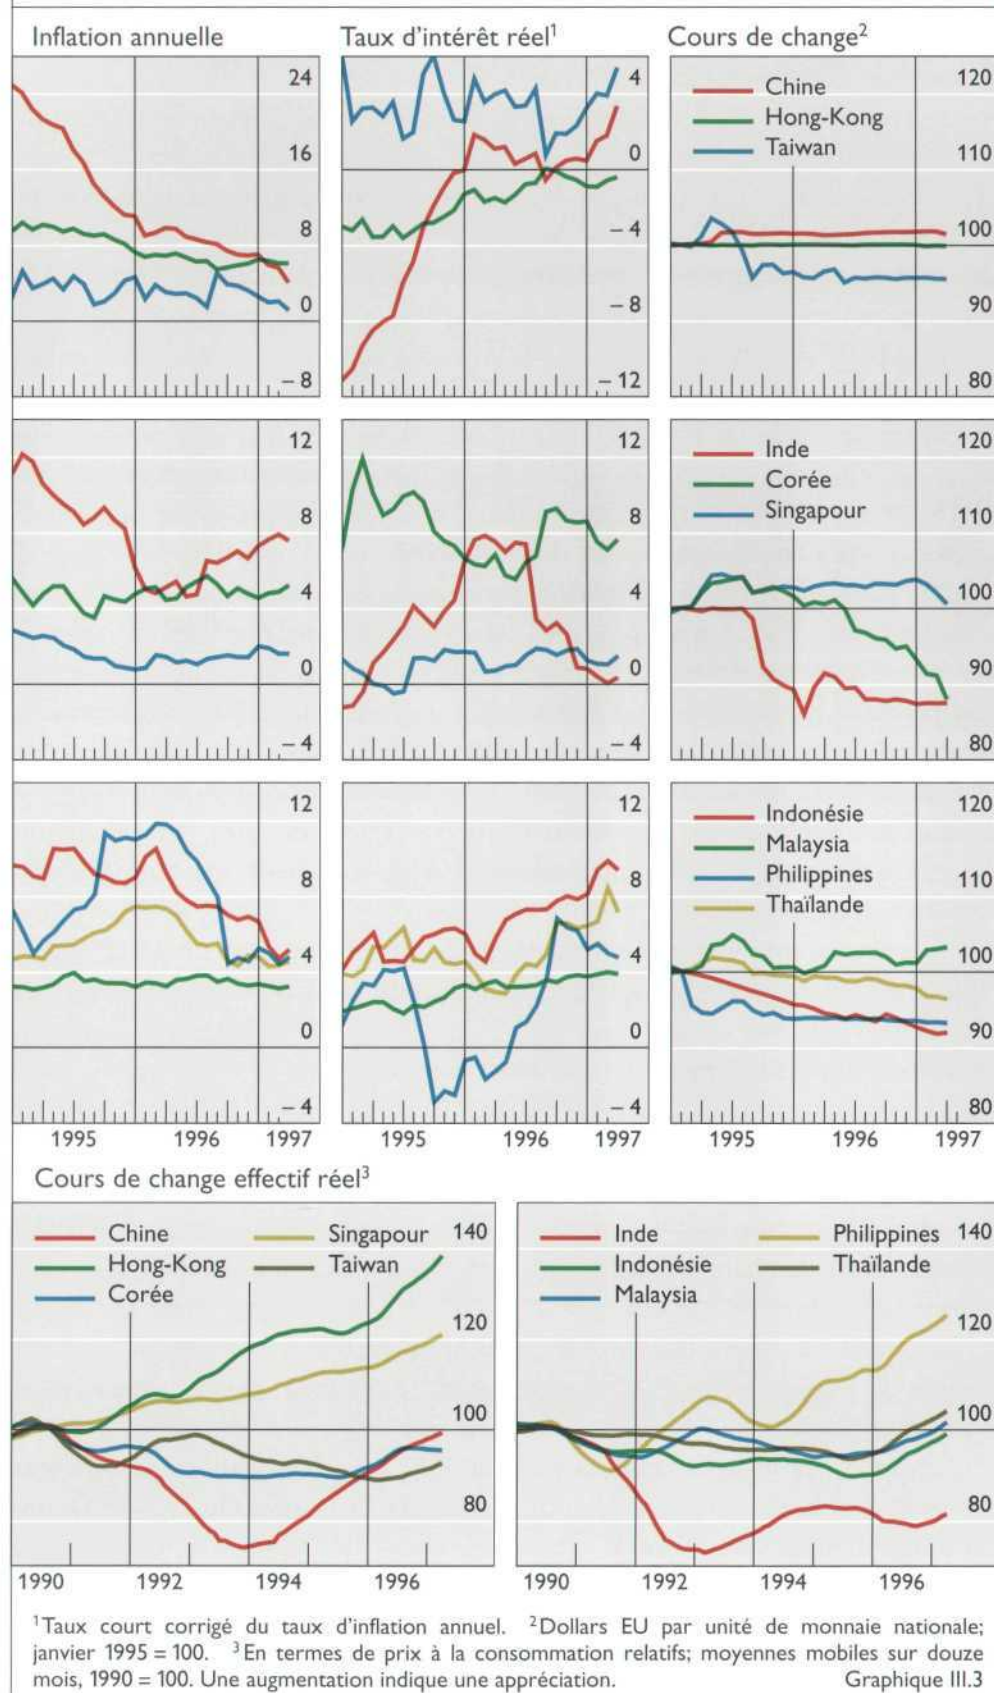 Inflation annuelle
Taux d'intérêt réel¹
Cours de change²
24
16
8
0
– 8
4
0
– 4
– 8
– 12
Chine
Hong-Kong
Taiwan
120
110
100
90
80
12
8
4
0
– 4
12
8
4
0
– 4
Inde
Corée
Singapour
120
110
100
90
80
12
8
4
0
– 4
1995 1996 1997
12
8
4
0
– 4
1995 1996 1997
Indonésie
Malaysia
Philippines
Thaïlande
120
110
100
90
80
1995 1996 1997
Cours de change effectif réel³
Chine
Hong-Kong
Corée
Singapour
Taiwan
140
120
100
80
1990 1992 1994 1996
Inde
Indonésie
Malaysia
Philippines
Thaïlande
140
120
100
80
1990 1992 1994 1996
¹Taux court corrigé du taux d'inflation annuel. ²Dollars EU par unité de monnaie nationale;
janvier 1995 = 100. ³En termes de prix à la consommation relatifs; moyennes mobiles sur douze
mois, 1990 = 100. Une augmentation indique une appréciation. Graphique III.3